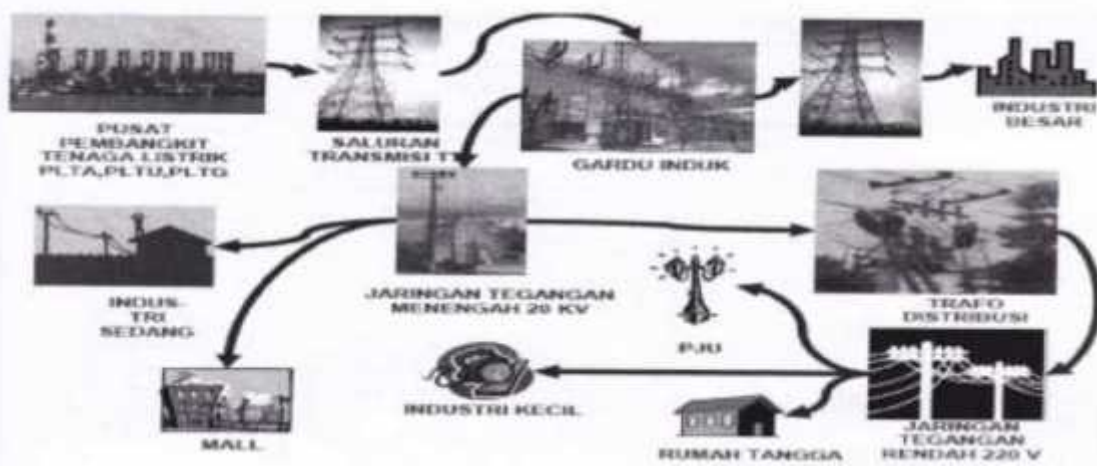 PUSAT
PEMBANGKIT
TENAGA LISTRIK
PLTA,PLTU,PLTG
SALURAN
TRANSMISI TT
GARDU INDUK
INDUSTRI
BESAR
INDUS-
TRI
SEDANG
JARINGAN TEGANGAN
MENENGAH 20 KV
TRAFO
DISTRIBUSI
PJU
MALL
INDUSTRI KECIL
RUMAH TANGGA
JARINGAN
TEGANGAN
RENDAH 220 V